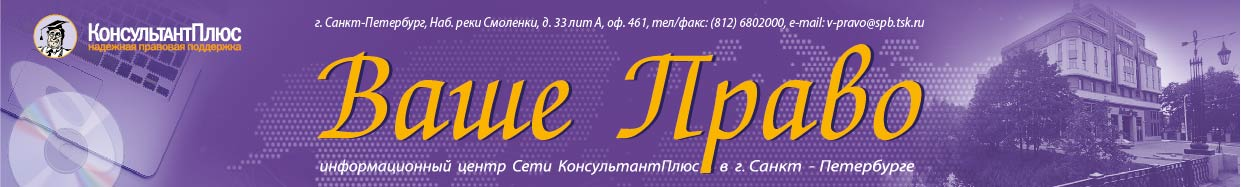 г. Санкт-Петербург, Наб. реки Смоленки, д. 33 лит А, оф. 461, тел/факс: (812) 6802000, e-mail: v-pravo@spb.tsk.ru
КонсультантПлюс
надежная правовая поддержка
Ваше Право
информационный центр Сети КонсультантПлюс в г. Санкт - Петербурге